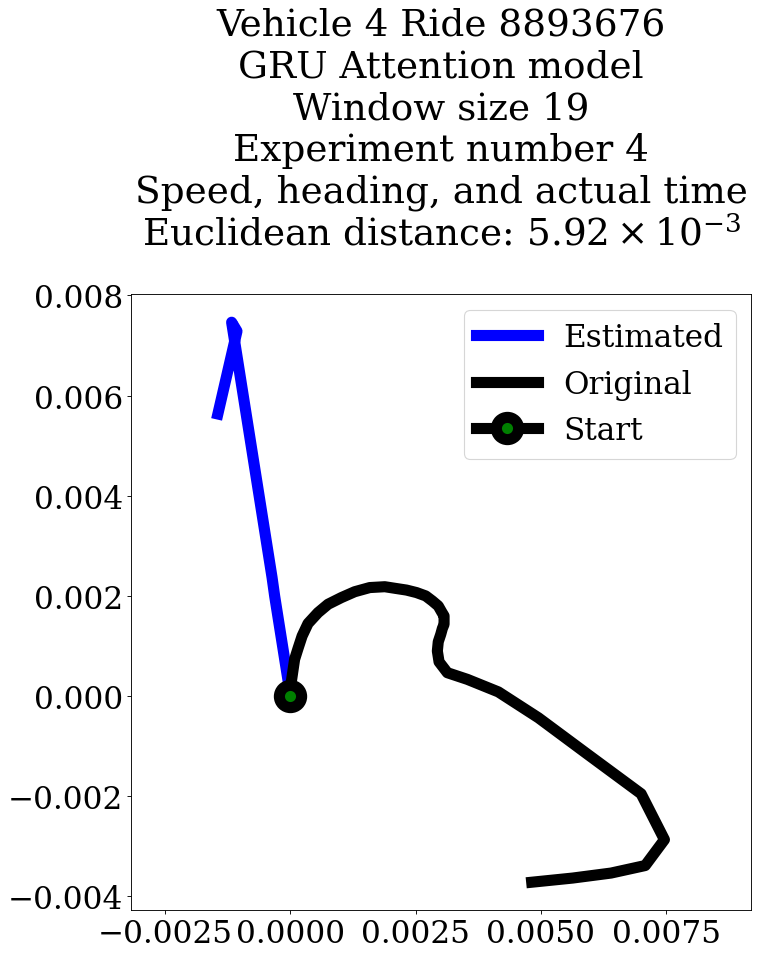 Vehicle 4 Ride 8893676
GRU Attention model
Window size 19
Experiment number 4
Speed, heading, and actual time
Euclidean distance: 5.92 × 10⁻³
Estimated
Original
Start
0.008
0.006
0.004
0.002
0.000
−0.002
−0.004
−0.0025 0.0000 0.0025 0.0050 0.0075